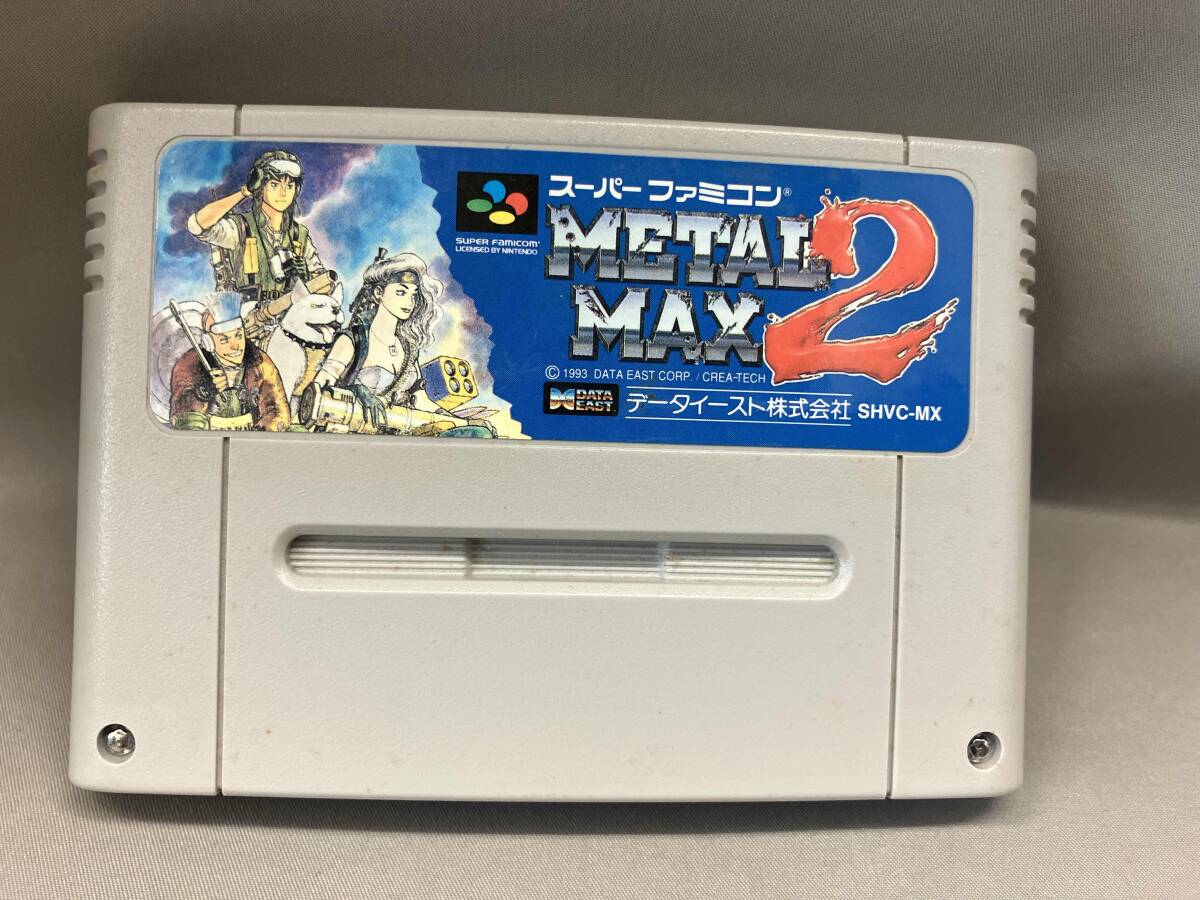 スーパーファミコン®
SUPER FAMICOM
LICENSED BY NINTENDO
METAL
MAX 2
© 1993 DATA EAST CORP. / CREA-TECH
DATA
EAST
データイースト株式会社 SHVC-MX